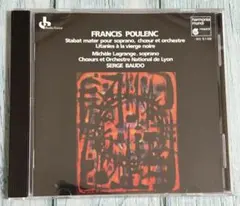 FRANCIS POULENC
Stabat mater pour soprano, chœur et orchestre
Litanies à la vierge noire
Michèle Lagrange, soprano
Chœurs et Orchestre National de Lyon
SERGE BAUDO
harmonia
mundi